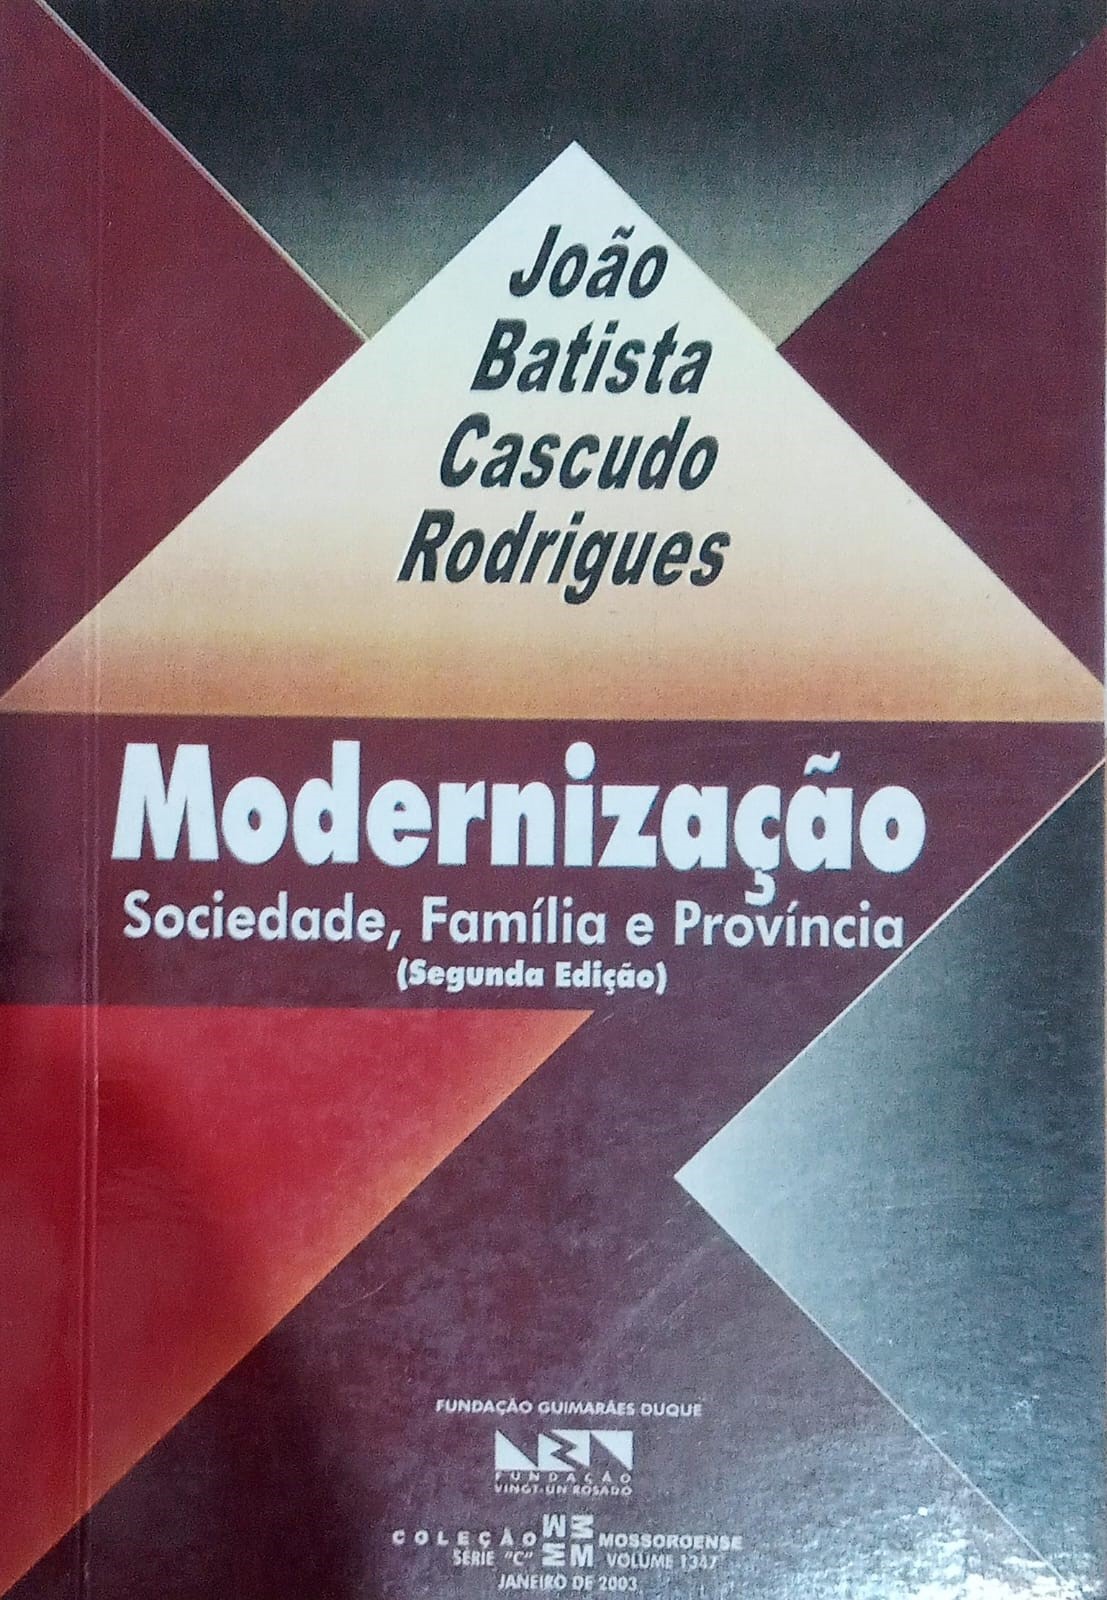 João
Batista
Cascudo
Rodrigues
Modernização
Sociedade, Família e Província
(Segunda Edição)
FUNDAÇÃO GUIMARÃES DUQUE
FUNDAÇÃO
VINGT-UN ROSADO
COLEÇÃO MOSSOROENSE
SÉRIE "C" VOLUME 1347
JANEIRO DE 2003